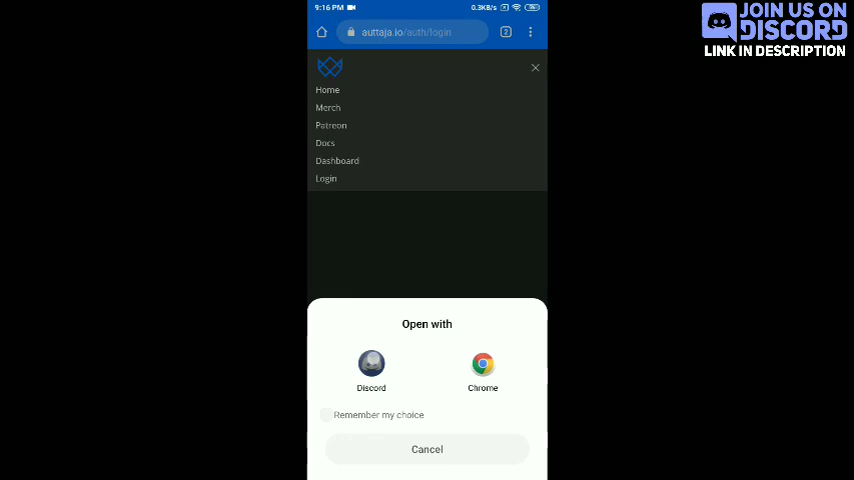 9:16 PM
0.3KB/s
auttaja.io/auth/login
2
JOIN US ON
DISCORD
LINK IN DESCRIPTION
Home
Merch
Patreon
Docs
Dashboard
Login
Open with
Discord
Chrome
Remember my choice
Cancel